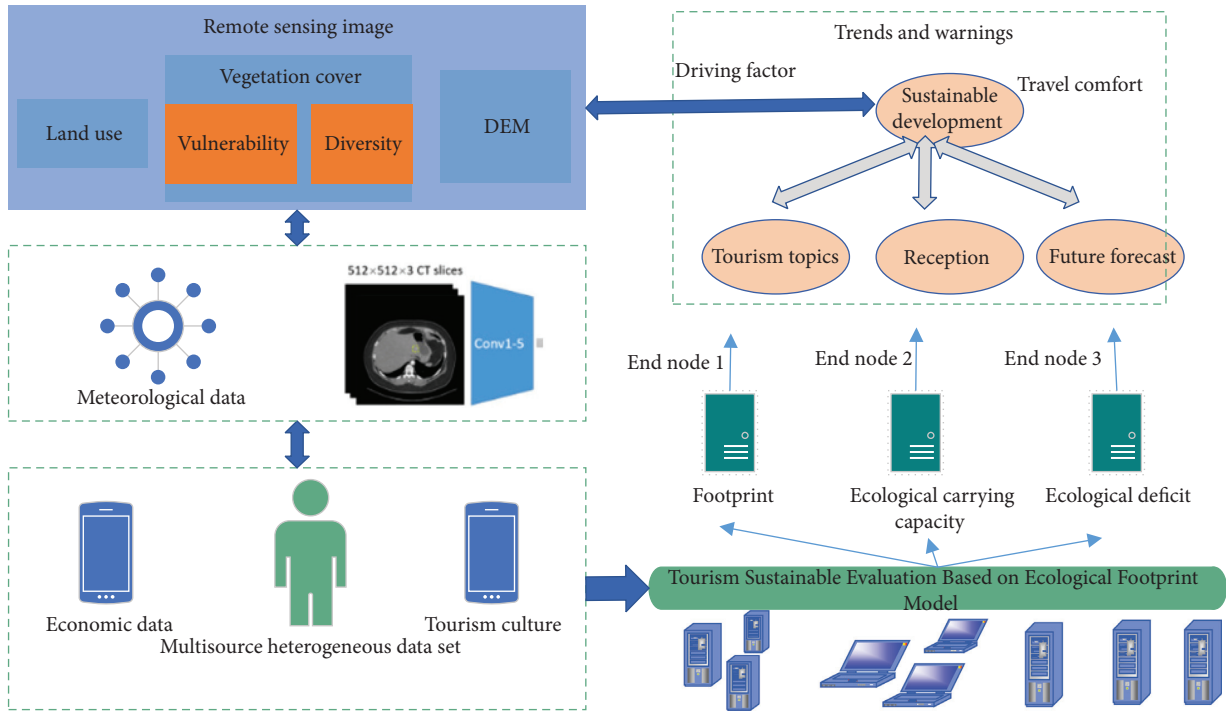 Remote sensing image
Vegetation cover
Land use
Vulnerability
Diversity
DEM
Driving factor
Trends and warnings
Sustainable
development
Travel comfort
Tourism topics
Reception
Future forecast
Meteorological data
512×512×3 CT slices
Conv1-5
End node 1
End node 2
End node 3
Footprint
Ecological carrying
capacity
Ecological deficit
Economic data
Multisource heterogeneous data set
Tourism culture
Tourism Sustainable Evaluation Based on Ecological Footprint
Model